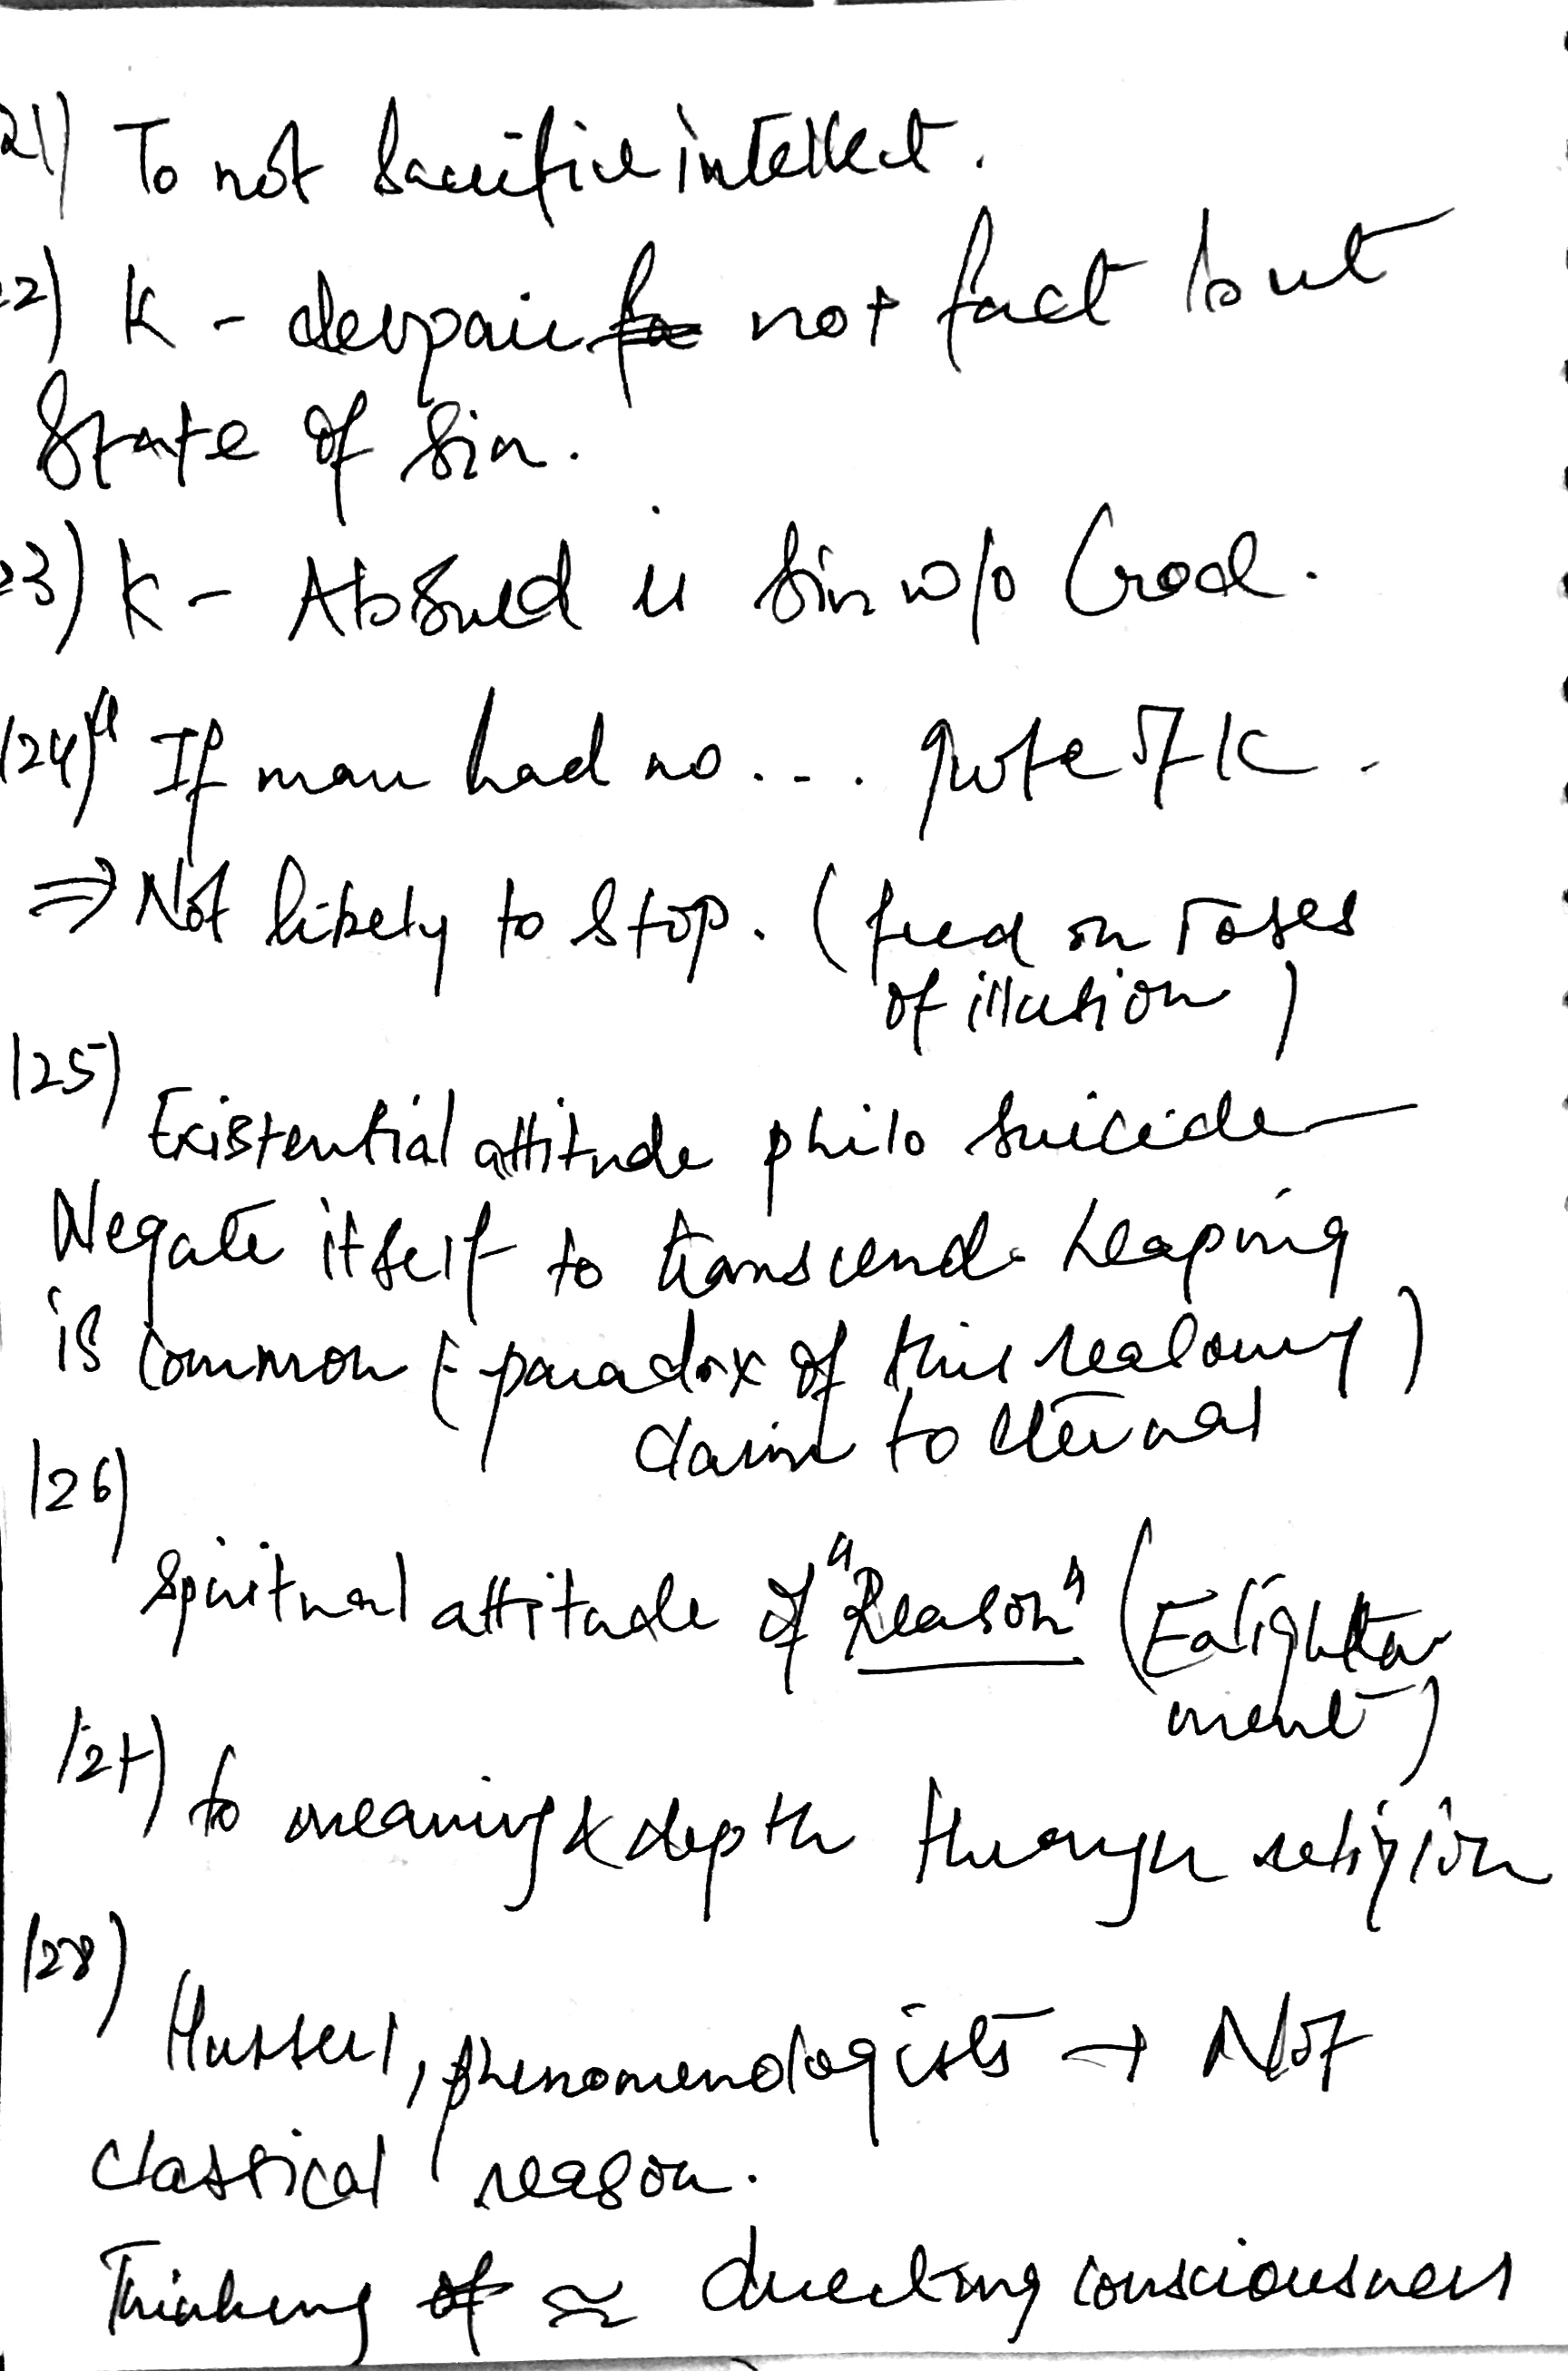 21) To not Sacrifice intellect.
22) K - despair not fact but
State of Sin.
23) K - Absurd is Sin w/o God.
124) " If man had no... quote of K.
⇒ Not likely to Stop. (feed on roses
of illusion)
125)
Existential attitude philo Suicide
Negate itself to transcend. Leaping
is common (- paradox of this reasoning)
claim to eternal
126)
Spiritual attitude of "Reason" (Enlighten
ment)
127) to meaning & depth through religion
128)
Husserl, phenomenologists → Not
classical reason.
Thinking ≈ directing consciousness